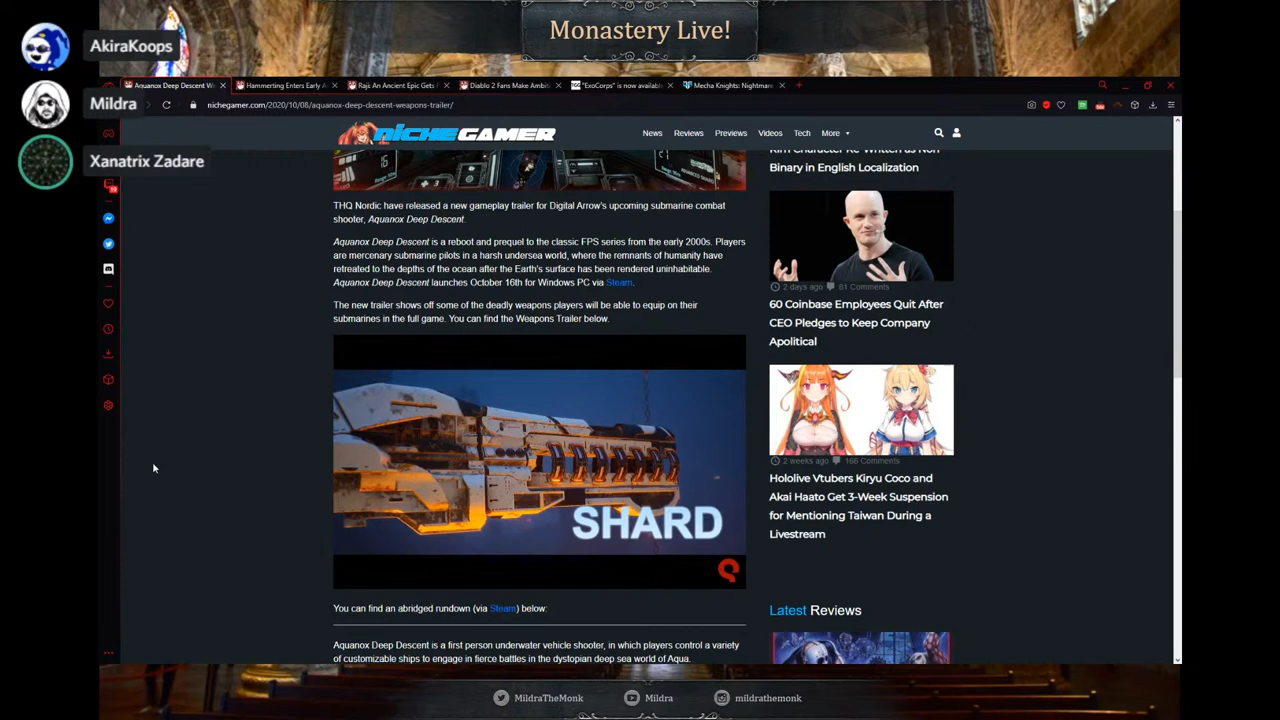 Monastery Live!
AkiraKoops
Mildra
Xanatrix Zadare
Aquanox Deep Descent W
Hammerting Enters Early A
Raji: An Ancient Epic Gets
Diablo 2 Fans Make Ambit
"ExoCorps" is now availabl
Mecha Knights: Nightmar
nichegamer.com/2020/10/08/aquanox-deep-descent-weapons-trailer/
NICHEGAMER
News Reviews Previews Videos Tech More
THQ Nordic have released a new gameplay trailer for Digital Arrow's upcoming submarine combat
shooter, Aquanox Deep Descent.
Aquanox Deep Descent is a reboot and prequel to the classic FPS series from the early 2000s. Players
are mercenary submarine pilots in a harsh undersea world, where the remnants of humanity have
retreated to the depths of the ocean after the Earth's surface has been rendered uninhabitable.
Aquanox Deep Descent launches October 16th for Windows PC via Steam.
The new trailer shows off some of the deadly weapons players will be able to equip on their
submarines in the full game. You can find the Weapons Trailer below.
SHARD
You can find an abridged rundown (via Steam) below:
Aquanox Deep Descent is a first person underwater vehicle shooter, in which players control a variety
of customizable ships to engage in fierce battles in the dystopian deep sea world of Aqua.
Rim Character Re-Written as Non
Binary in English Localization
2 days ago 81 Comments
60 Coinbase Employees Quit After
CEO Pledges to Keep Company
Apolitical
2 weeks ago 166 Comments
Hololive Vtubers Kiryu Coco and
Akai Haato Get 3-Week Suspension
for Mentioning Taiwan During a
Livestream
Latest Reviews
MildraTheMonk
Mildra
mildrathemonk